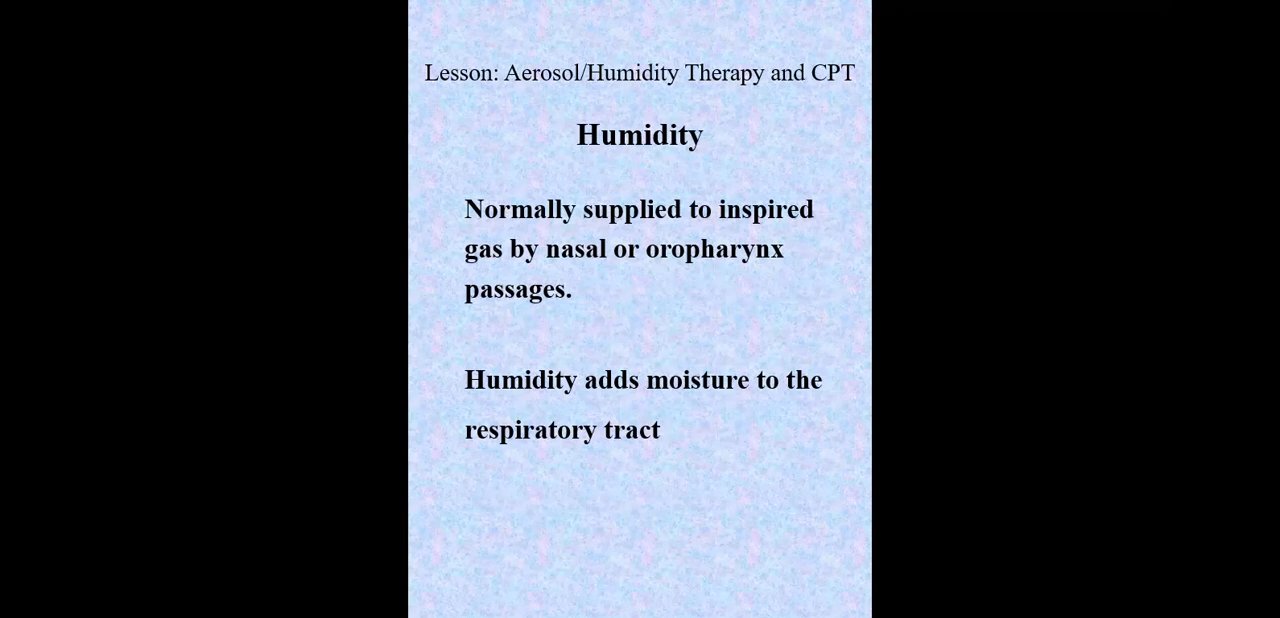 Lesson: Aerosol/Humidity Therapy and CPT
Humidity
Normally supplied to inspired
gas by nasal or oropharynx
passages.
Humidity adds moisture to the
respiratory tract